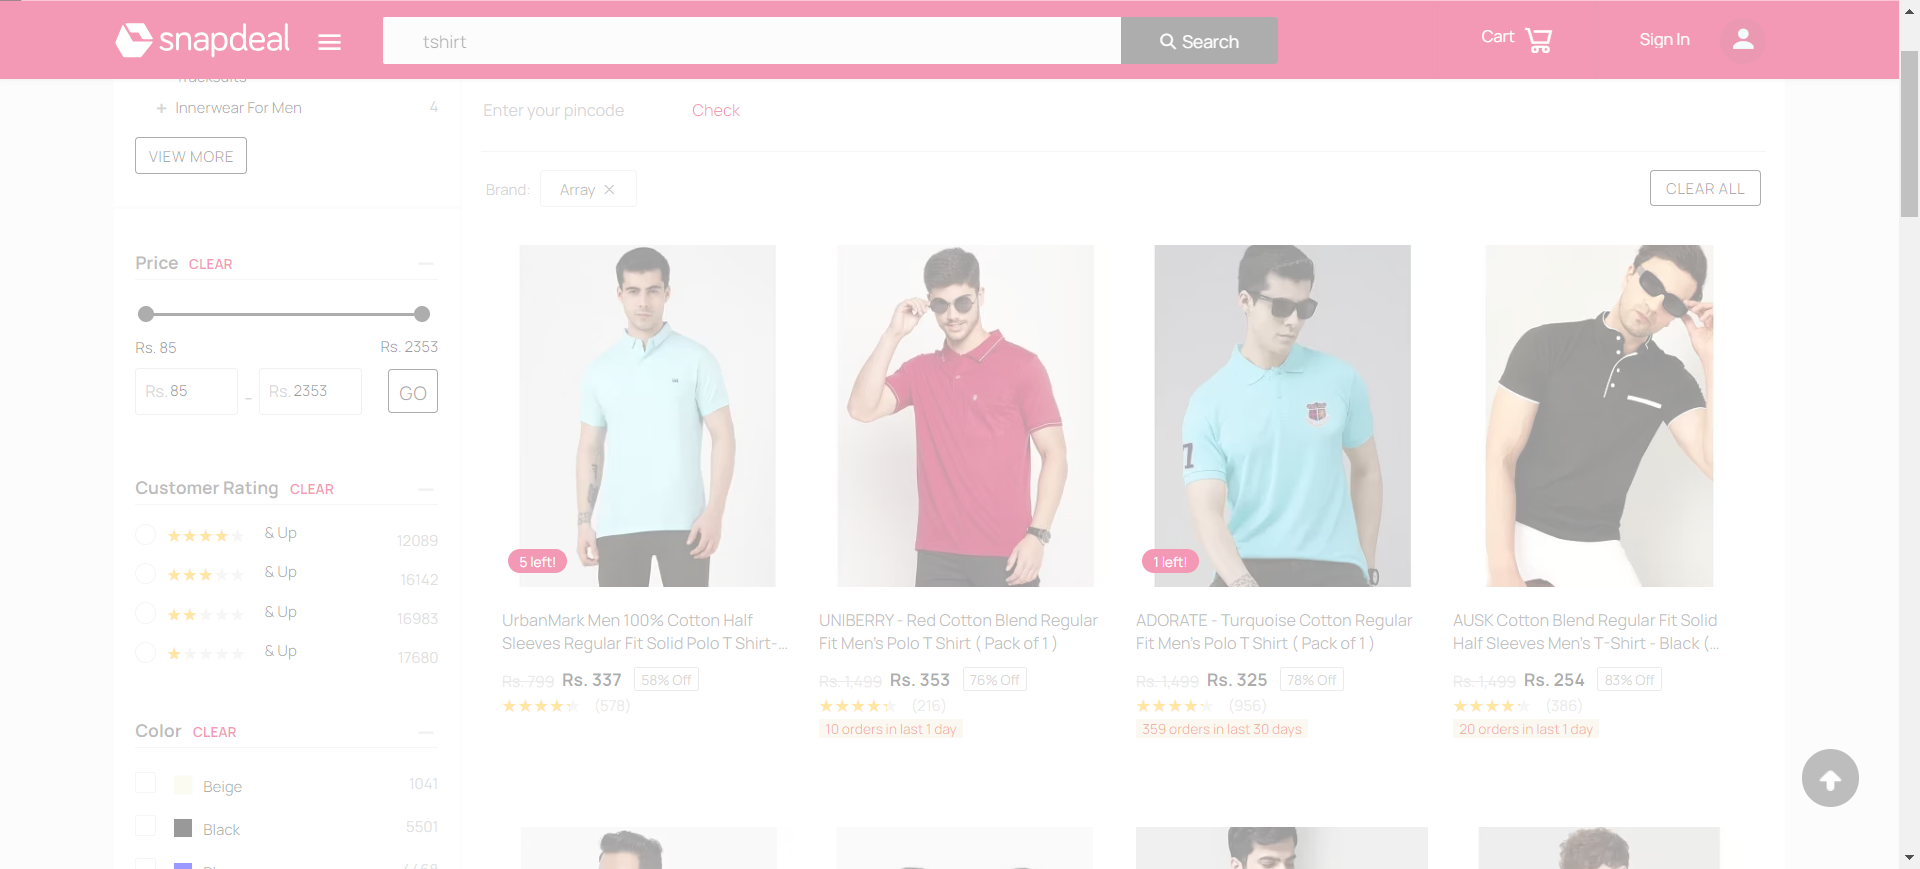 snapdeal
tshirt
Search
Cart
Sign In
Tracksuits
+ Innerwear For Men 4
VIEW MORE
Enter your pincode Check
Brand: Array ×
CLEAR ALL
Price CLEAR
Rs. 85 Rs. 2353
Rs. 85 – Rs. 2353 GO
Customer Rating CLEAR
& Up 12089
& Up 16142
& Up 16983
& Up 17680
Color CLEAR
Beige 1041
Black 5501
5 left!
UrbanMark Men 100% Cotton Half
Sleeves Regular Fit Solid Polo T Shirt-...
Rs. 799 Rs. 337 58% Off
(578)
UNIBERRY - Red Cotton Blend Regular
Fit Men's Polo T Shirt ( Pack of 1 )
Rs. 1,499 Rs. 353 76% Off
(216)
10 orders in last 1 day
1
1 left!
ADORATE - Turquoise Cotton Regular
Fit Men's Polo T Shirt ( Pack of 1 )
Rs. 1,499 Rs. 325 78% Off
(956)
359 orders in last 30 days
AUSK Cotton Blend Regular Fit Solid
Half Sleeves Men's T-Shirt - Black (...
Rs. 1,499 Rs. 254 83% Off
(386)
20 orders in last 1 day